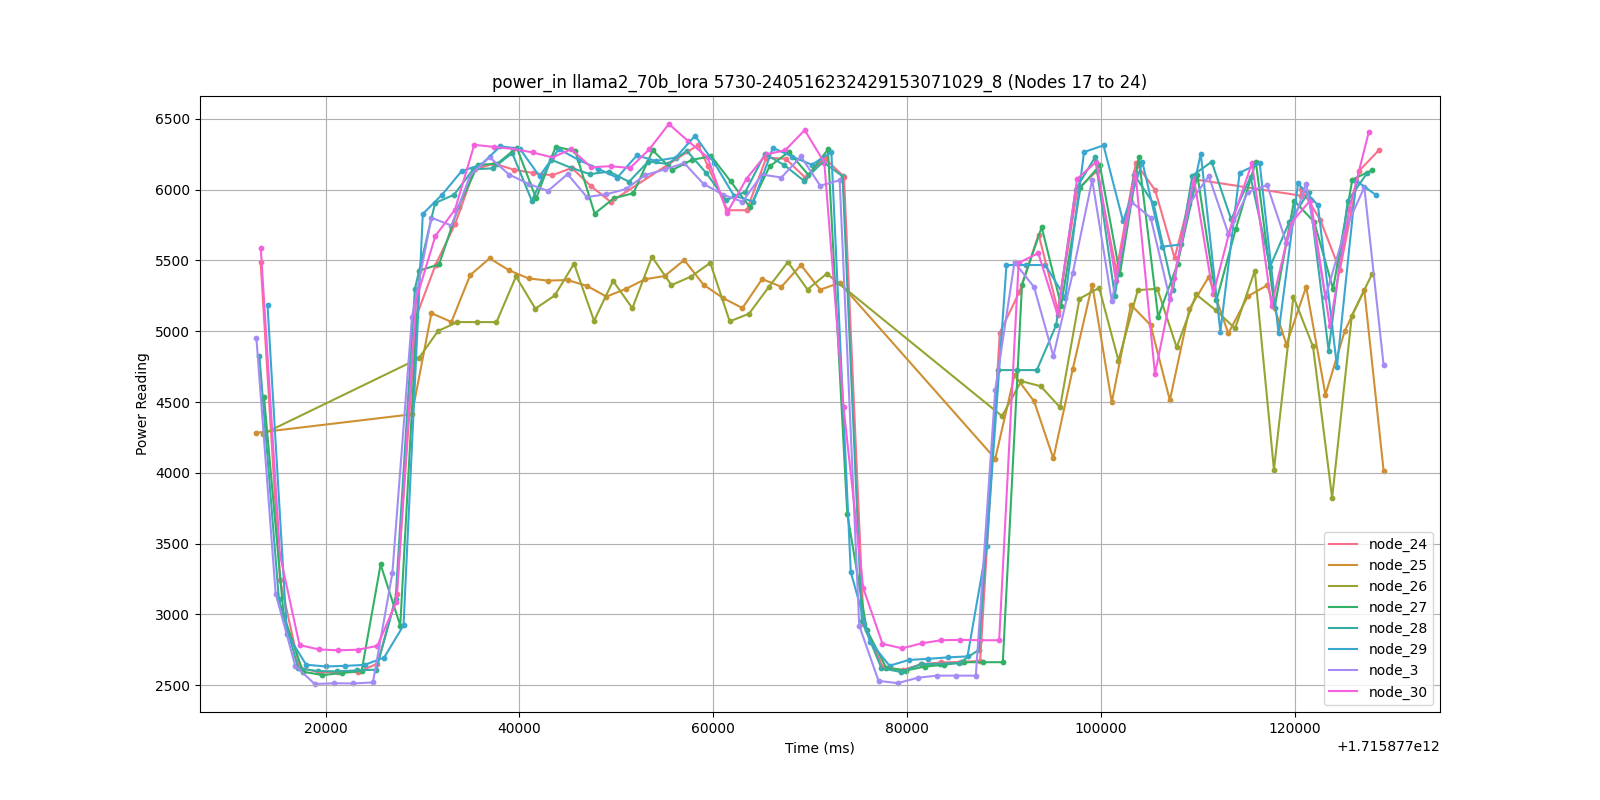 power_in llama2_70b_lora 5730-240516232429153071029_8 (Nodes 17 to 24)
6500
6000
5500
5000
4500
4000
3500
3000
2500
Power Reading
node_24
node_25
node_26
node_27
node_28
node_29
node_3
node_30
20000 40000 60000 80000 100000 120000
Time (ms)
+1.715877e12